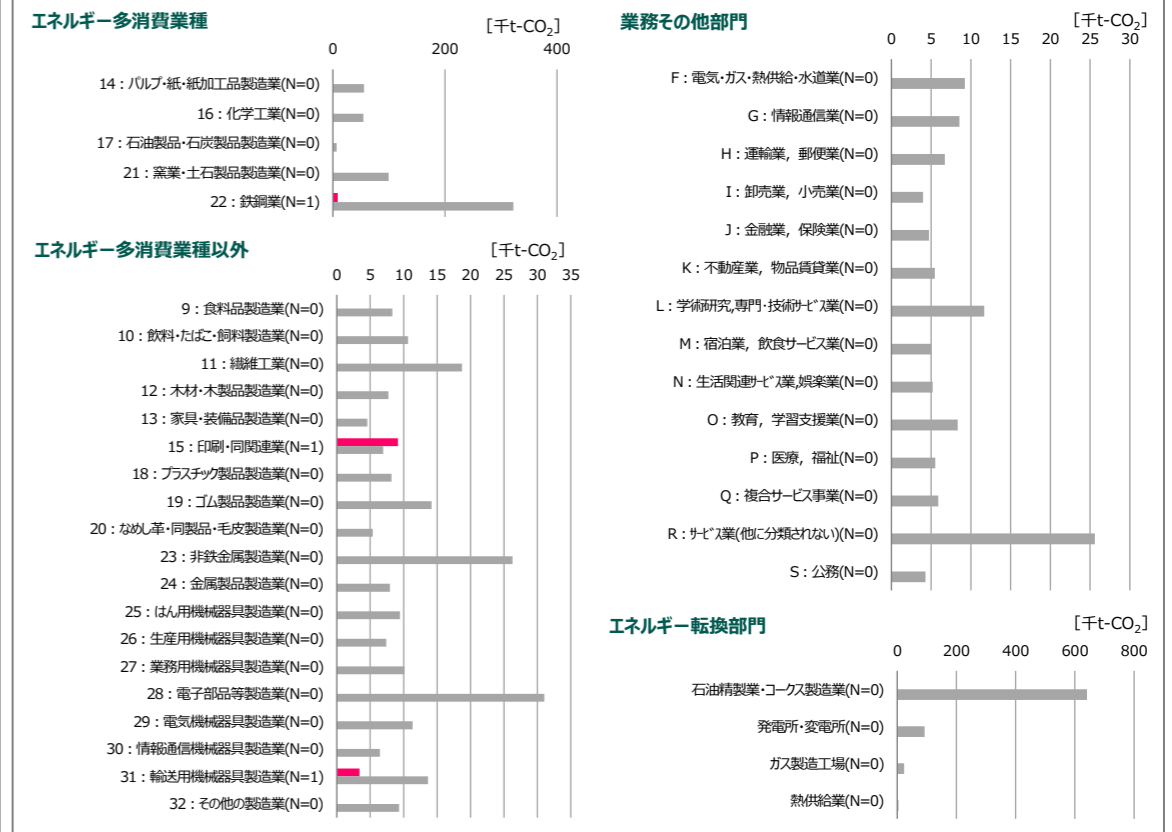 エネルギー多消費業種
[千t-CO₂]
0 200 400
14：パルプ・紙・紙加工品製造業(N=0)
16：化学工業(N=0)
17：石油製品・石炭製品製造業(N=0)
21：窯業・土石製品製造業(N=0)
22：鉄鋼業(N=1)
エネルギー多消費業種以外
[千t-CO₂]
0 5 10 15 20 25 30 35
9：食料品製造業(N=0)
10：飲料・たばこ・飼料製造業(N=0)
11：繊維工業(N=0)
12：木材・木製品製造業(N=0)
13：家具・装備品製造業(N=0)
15：印刷・同関連業(N=1)
18：プラスチック製品製造業(N=0)
19：ゴム製品製造業(N=0)
20：なめし革・同製品・毛皮製造業(N=0)
23：非鉄金属製造業(N=0)
24：金属製品製造業(N=0)
25：はん用機械器具製造業(N=0)
26：生産用機械器具製造業(N=0)
27：業務用機械器具製造業(N=0)
28：電子部品等製造業(N=0)
29：電気機械器具製造業(N=0)
30：情報通信機械器具製造業(N=0)
31：輸送用機械器具製造業(N=1)
32：その他の製造業(N=0)
業務その他部門
[千t-CO₂]
0 5 10 15 20 25 30
F：電気・ガス・熱供給・水道業(N=0)
G：情報通信業(N=0)
H：運輸業，郵便業(N=0)
I：卸売業，小売業(N=0)
J：金融業，保険業(N=0)
K：不動産業，物品賃貸業(N=0)
L：学術研究,専門・技術ｻｰﾋﾞｽ業(N=0)
M：宿泊業，飲食サービス業(N=0)
N：生活関連ｻｰﾋﾞｽ業,娯楽業(N=0)
O：教育，学習支援業(N=0)
P：医療，福祉(N=0)
Q：複合サービス事業(N=0)
R：ｻｰﾋﾞｽ業(他に分類されない)(N=0)
S：公務(N=0)
エネルギー転換部門
[千t-CO₂]
0 200 400 600 800
石油精製業・コークス製造業(N=0)
発電所・変電所(N=0)
ガス製造工場(N=0)
熱供給業(N=0)